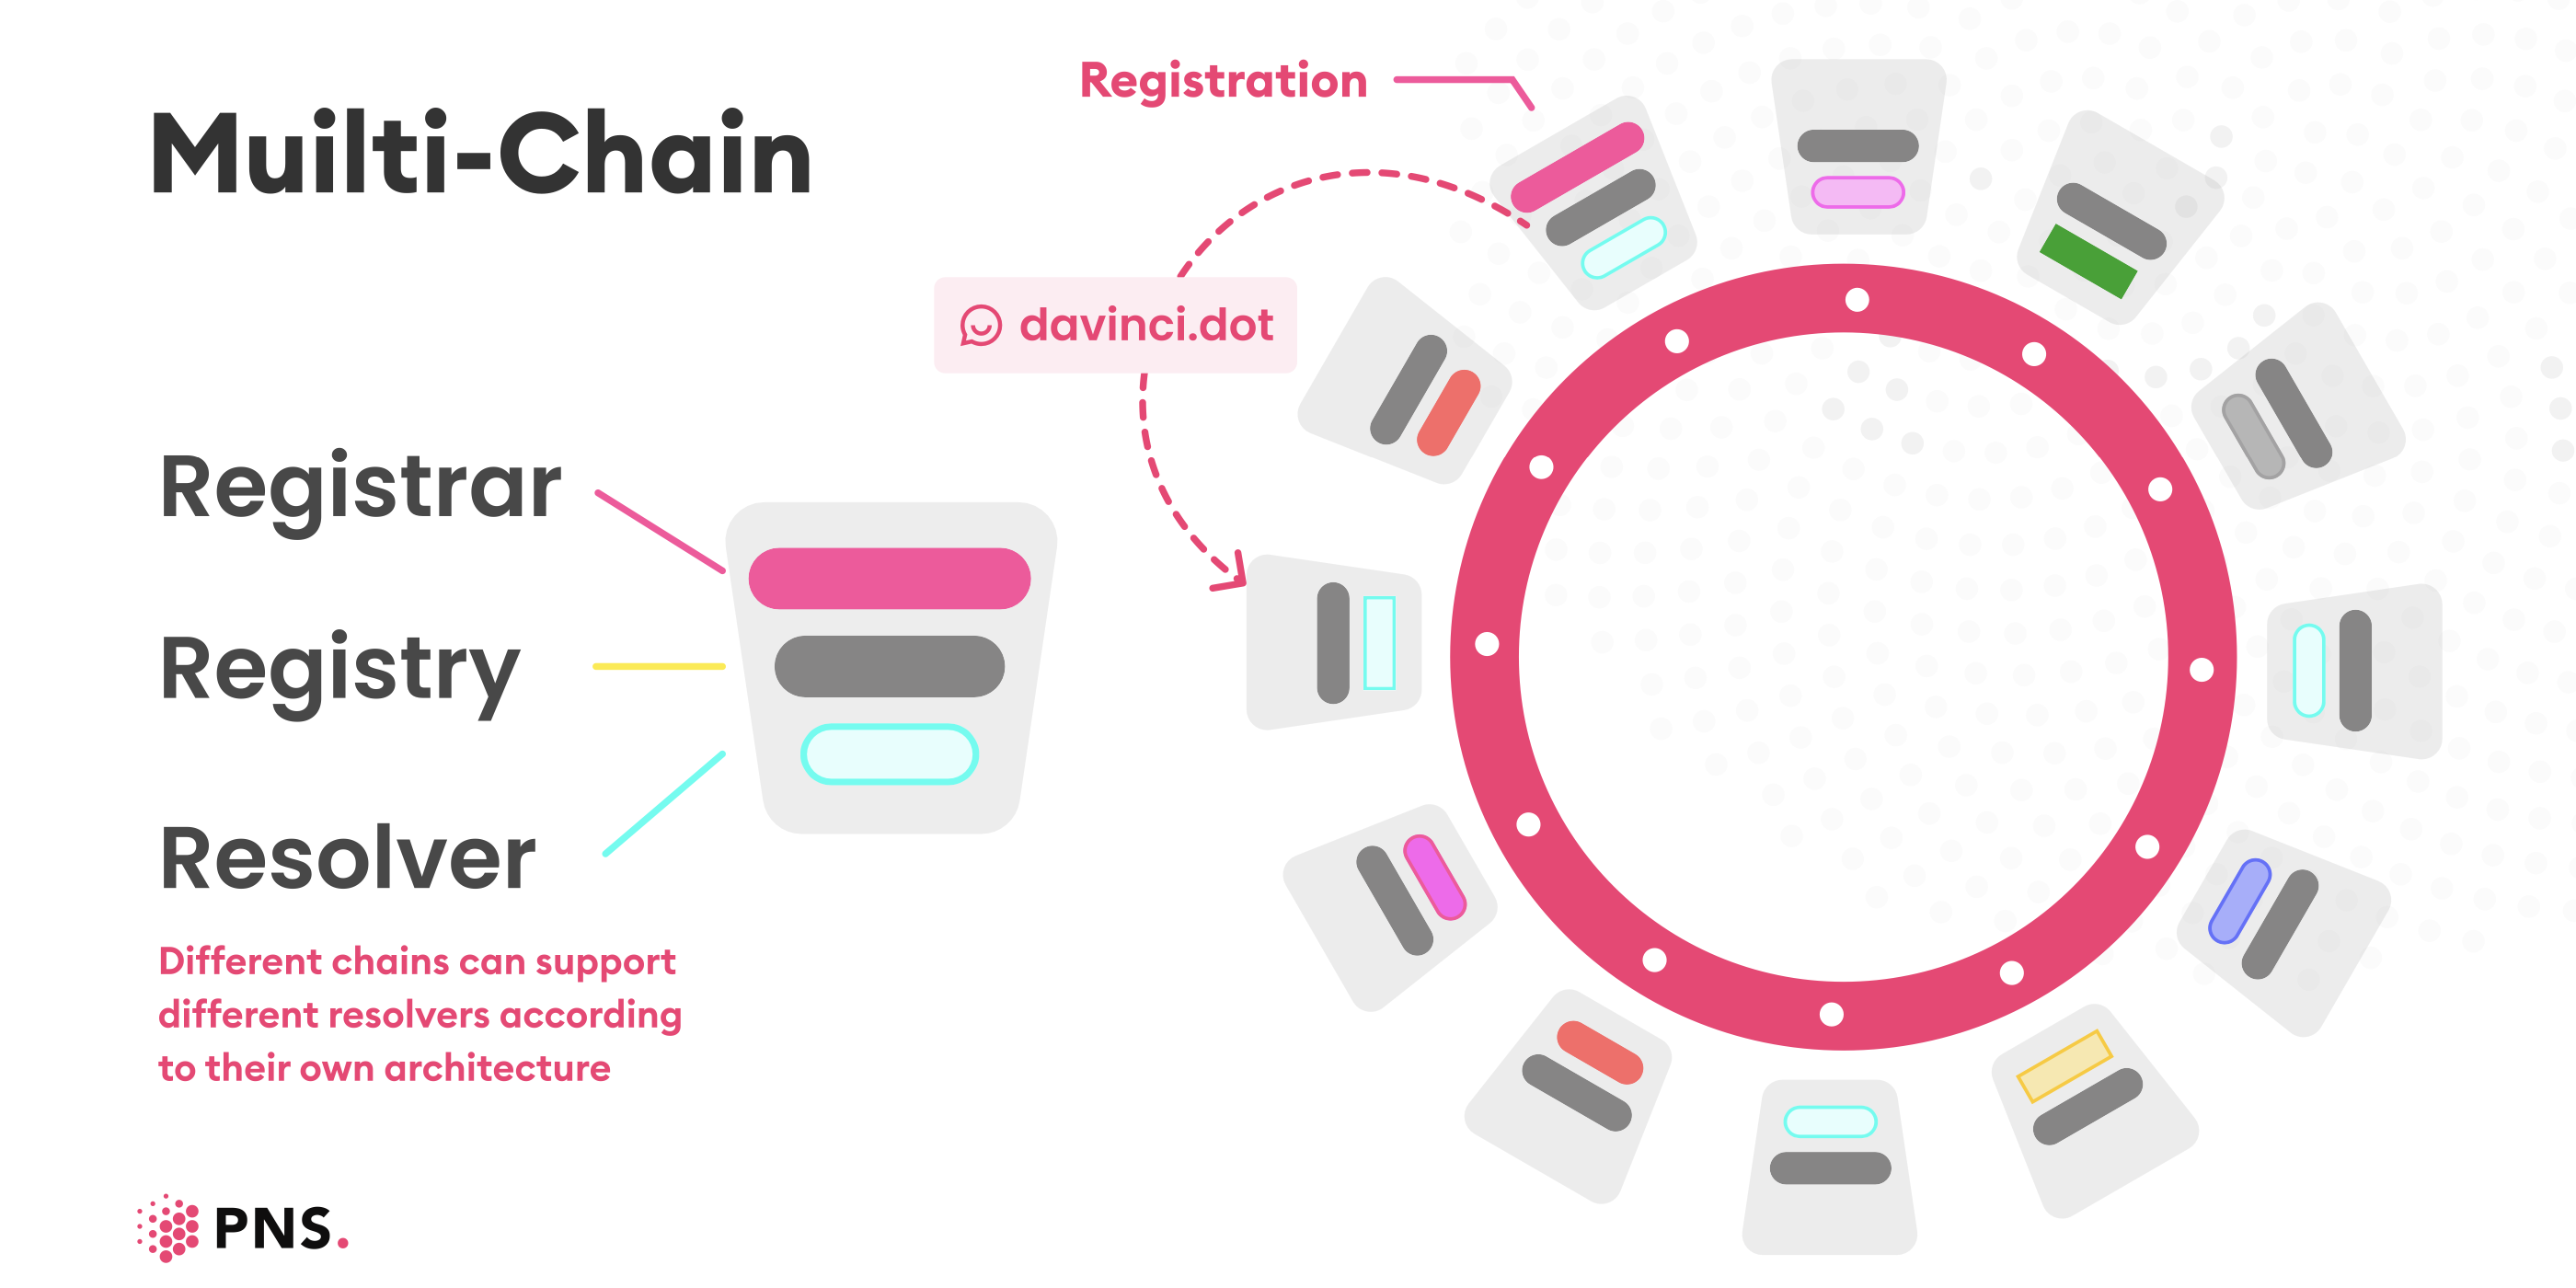 Muilti-Chain
Registration
davinci.dot
Registrar
Registry
Resolver
Different chains can support
different resolvers according
to their own architecture
PNS.